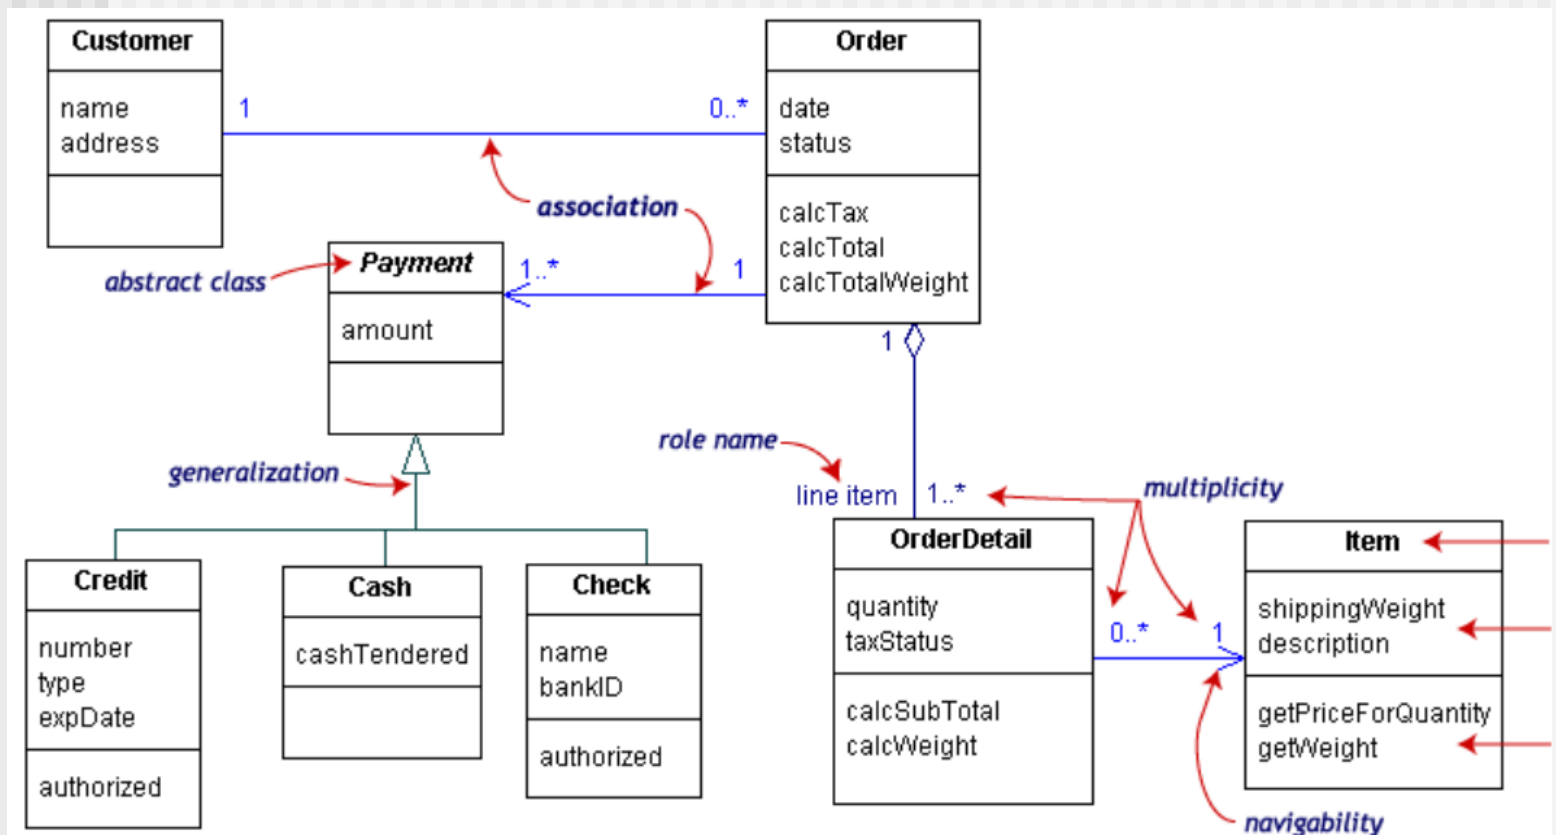 Customer
name
address
1
0..*
Order
date
status
calcTax
calcTotal
calcTotalWeight
association
abstract class
Payment
amount
1..*
1
1
generalization
role name
line item
1..*
multiplicity
Credit
number
type
expDate
authorized
Cash
cashTendered
Check
name
bankID
authorized
OrderDetail
quantity
taxStatus
calcSubTotal
calcWeight
0..*
1
Item
shippingWeight
description
getPriceForQuantity
getWeight
navigability